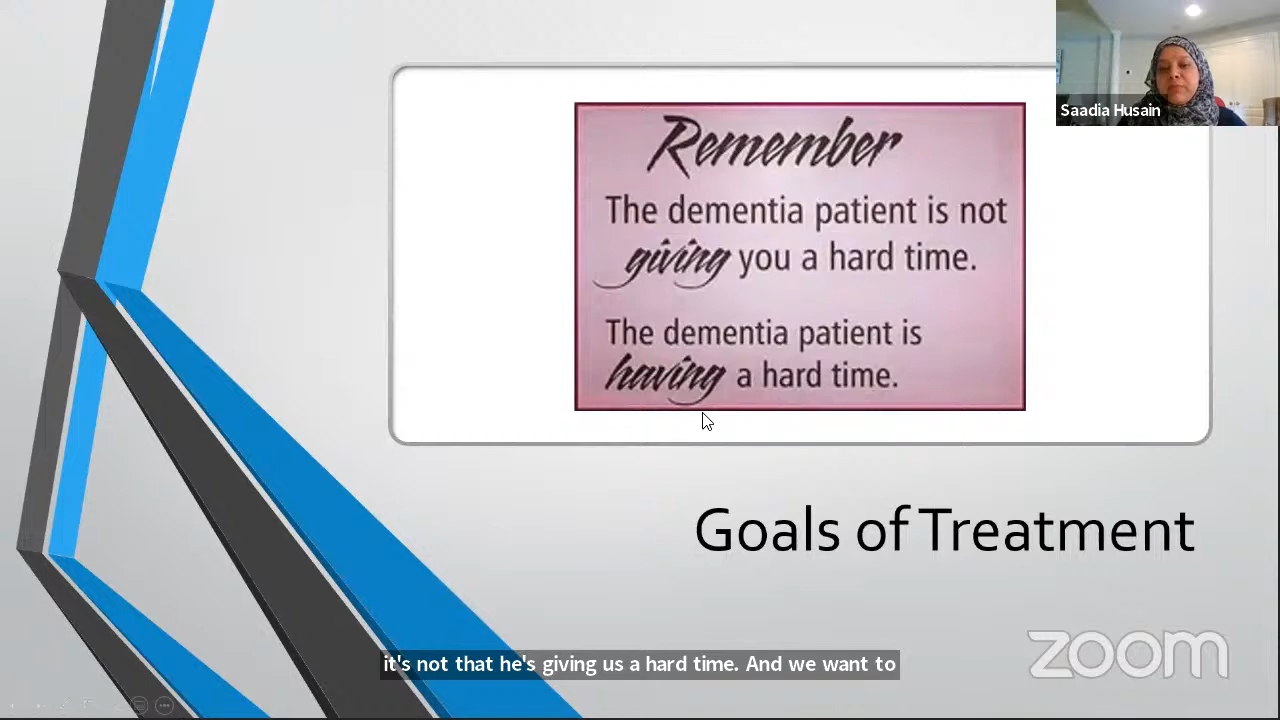 Saadia Husain
Remember
The dementia patient is not
giving you a hard time.
The dementia patient is
having a hard time.
Goals of Treatment
it's not that he's giving us a hard time. And we want to
zoom